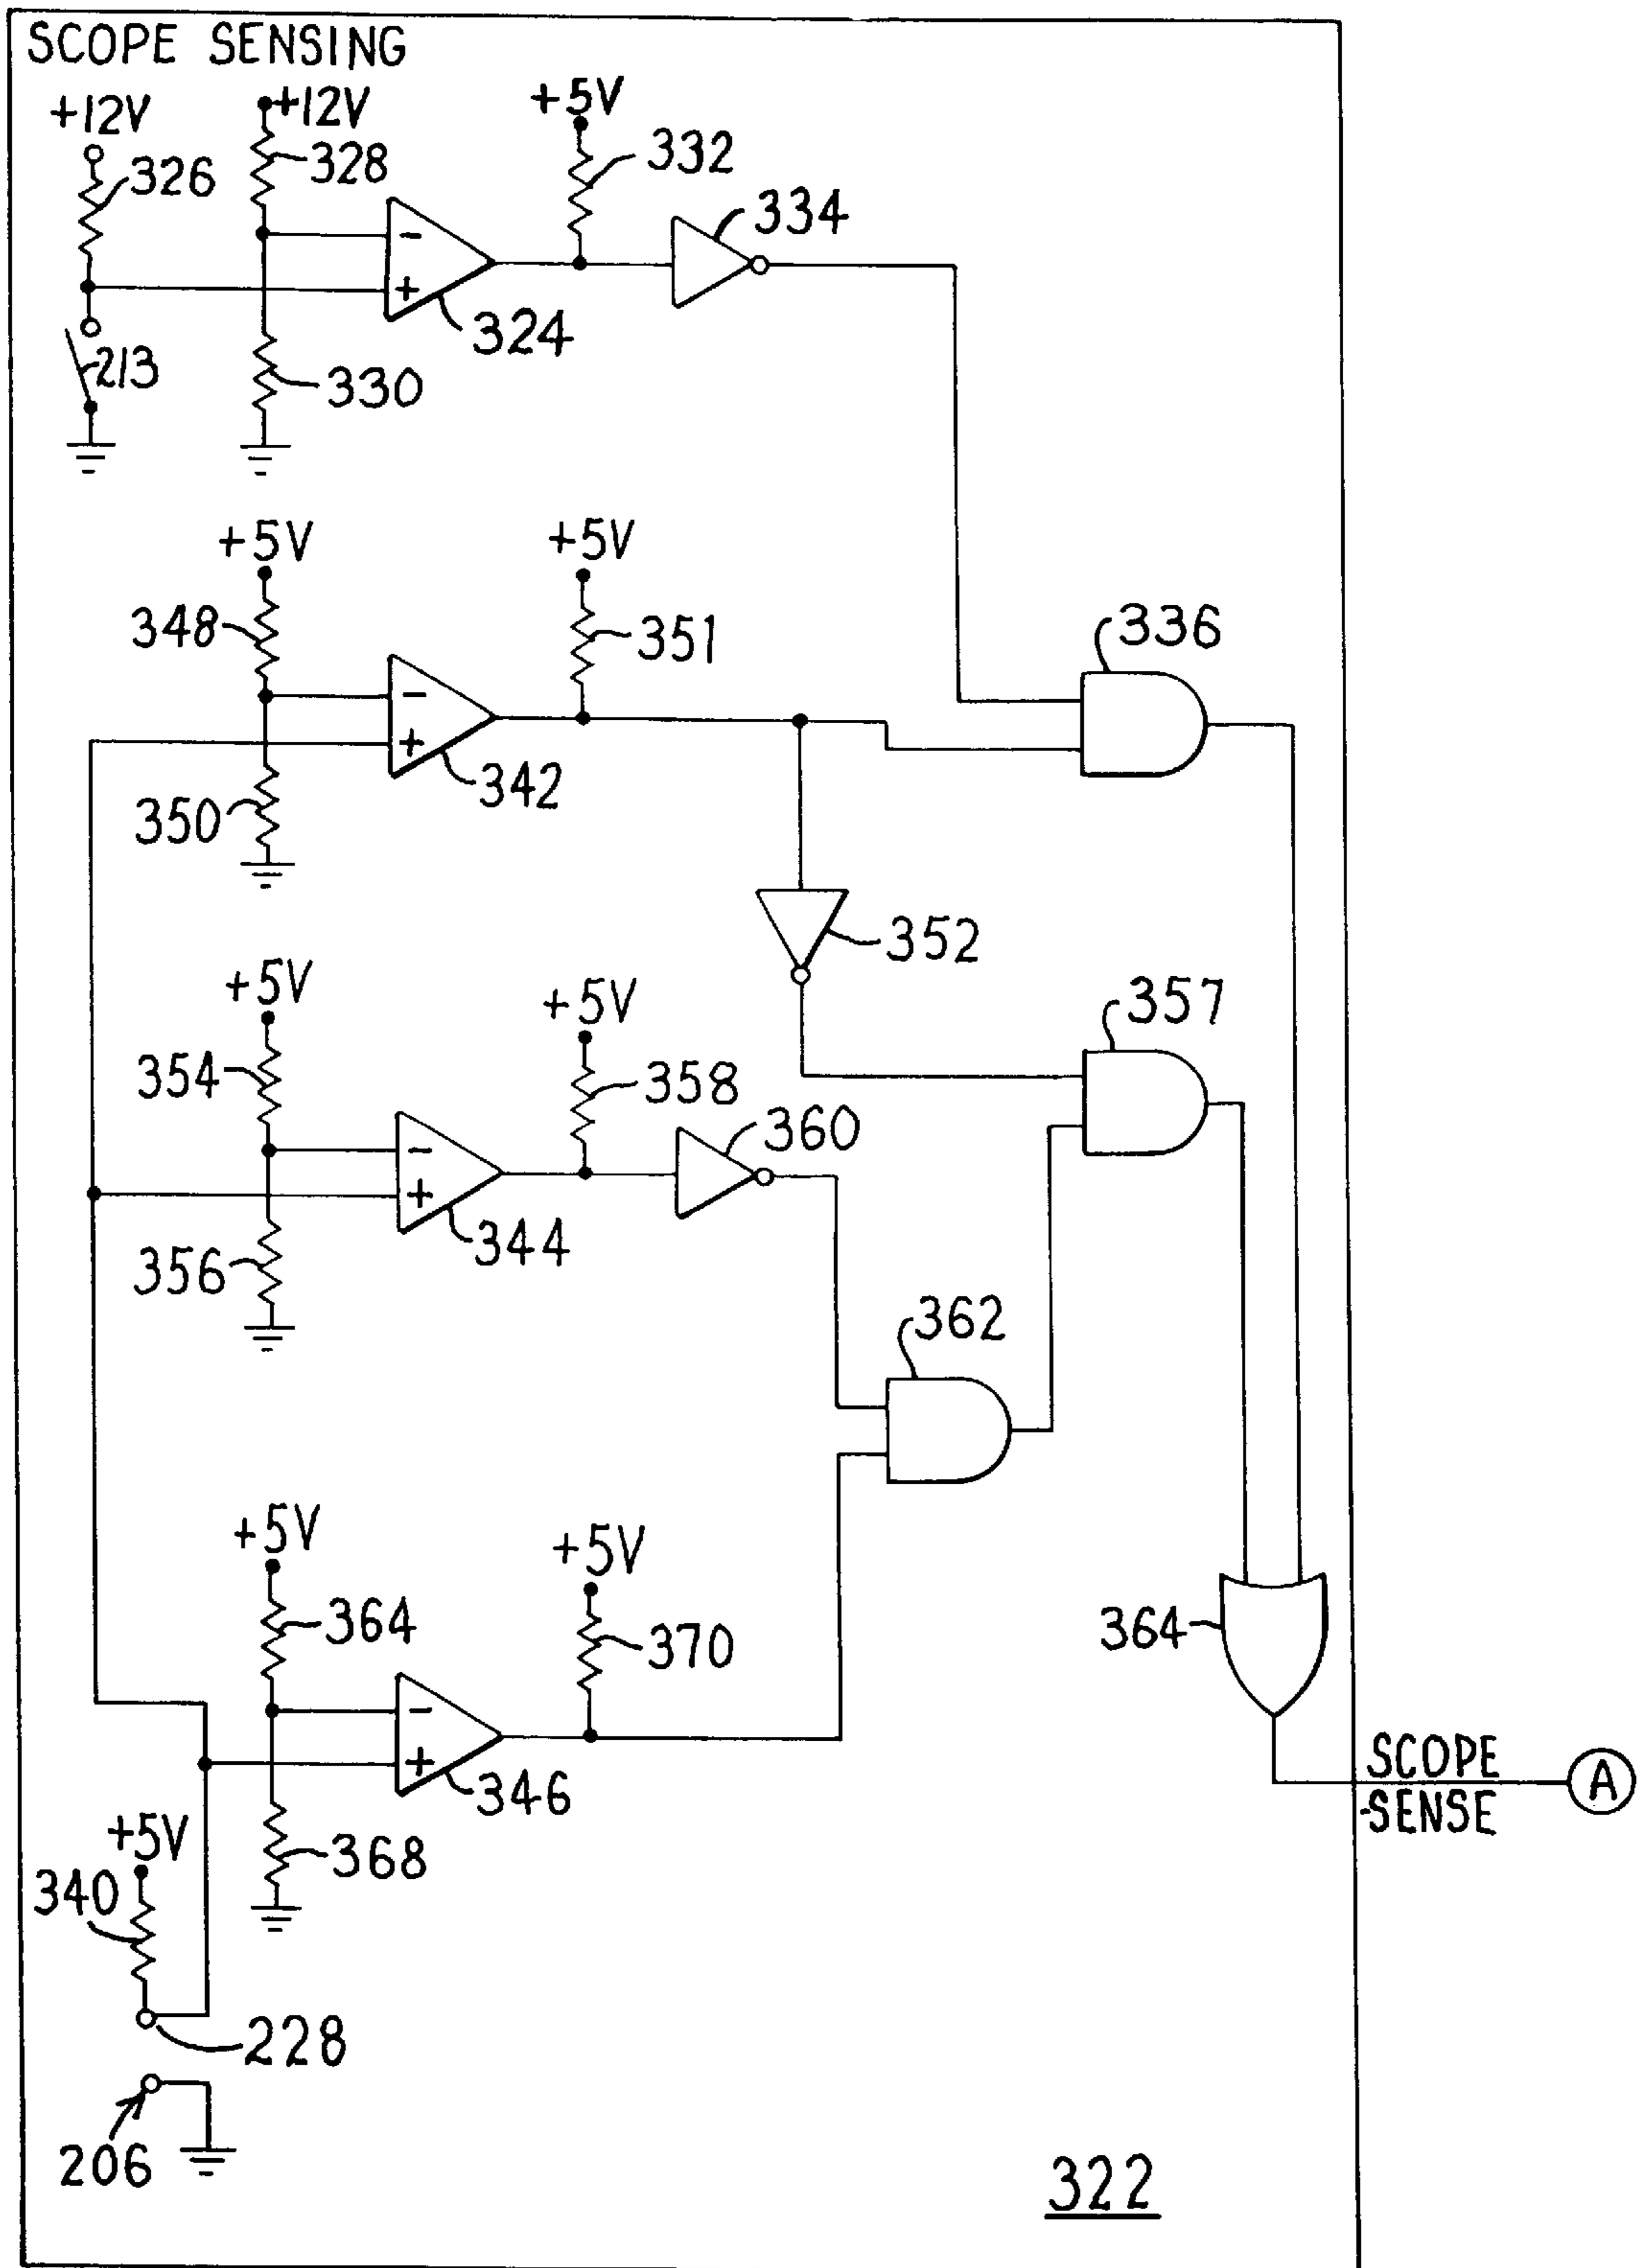 SCOPE SENSING
+12V
+12V
+5V
326
328
332
334
324
213
330
+5V
+5V
348
351
336
350
342
352
+5V
+5V
357
354
358
360
356
344
362
+5V
+5V
364
370
364
346
SCOPE
SENSE
A
+5V
368
340
228
206
322